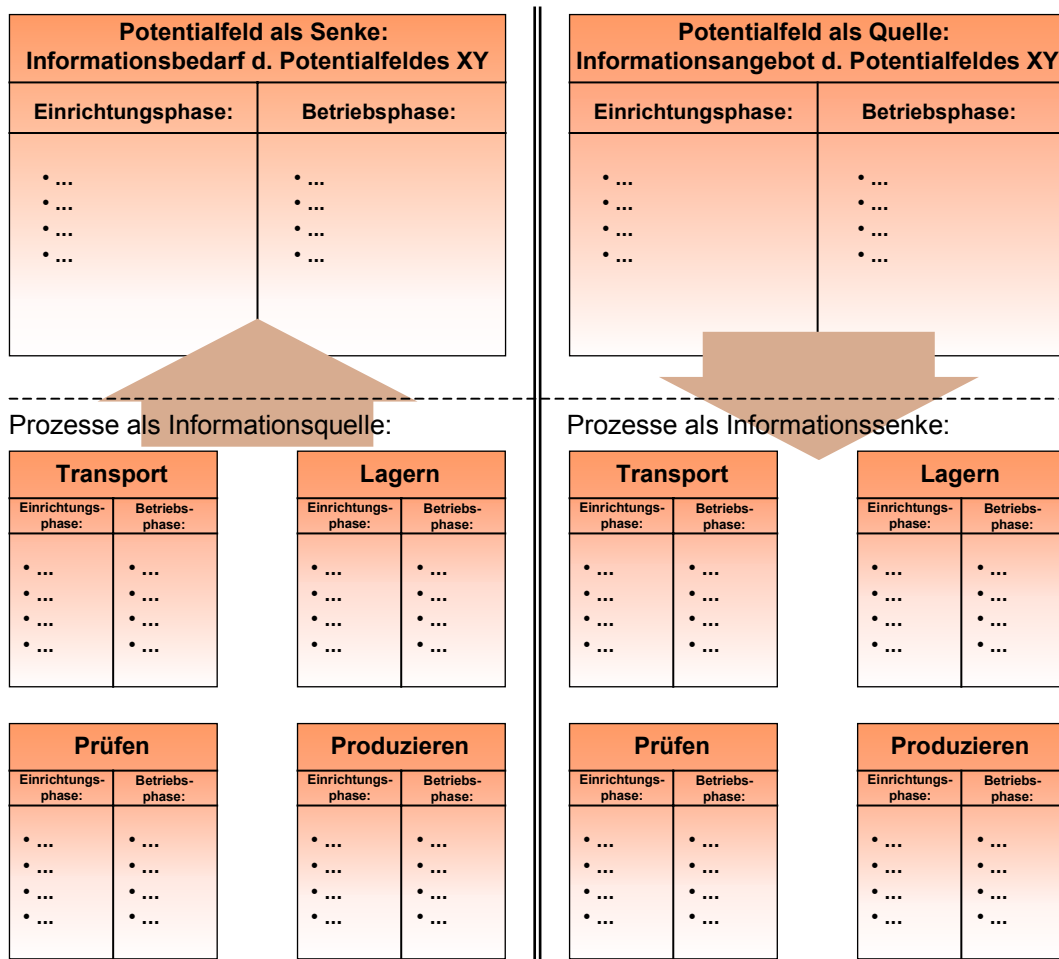 Potentialfeld als Senke:
Informationsbedarf d. Potentialfeldes XY
Einrichtungsphase:
Betriebsphase:
• ...
• ...
• ...
• ...
• ...
• ...
• ...
• ...
Prozesse als Informationsquelle:
Transport
Einrichtungs-
phase:
Betriebs-
phase:
• ...
• ...
• ...
• ...
• ...
• ...
• ...
• ...
Lagern
Einrichtungs-
phase:
Betriebs-
phase:
• ...
• ...
• ...
• ...
• ...
• ...
• ...
• ...
Prüfen
Einrichtungs-
phase:
Betriebs-
phase:
• ...
• ...
• ...
• ...
• ...
• ...
• ...
• ...
Produzieren
Einrichtungs-
phase:
Betriebs-
phase:
• ...
• ...
• ...
• ...
• ...
• ...
• ...
• ...
Potentialfeld als Quelle:
Informationsangebot d. Potentialfeldes XY
Einrichtungsphase:
Betriebsphase:
• ...
• ...
• ...
• ...
• ...
• ...
• ...
• ...
Prozesse als Informationssenke:
Transport
Einrichtungs-
phase:
Betriebs-
phase:
• ...
• ...
• ...
• ...
• ...
• ...
• ...
• ...
Lagern
Einrichtungs-
phase:
Betriebs-
phase:
• ...
• ...
• ...
• ...
• ...
• ...
• ...
• ...
Prüfen
Einrichtungs-
phase:
Betriebs-
phase:
• ...
• ...
• ...
• ...
• ...
• ...
• ...
• ...
Produzieren
Einrichtungs-
phase:
Betriebs-
phase:
• ...
• ...
• ...
• ...
• ...
• ...
• ...
• ...